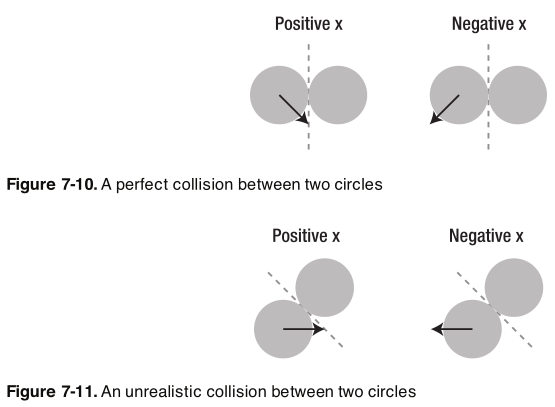 Positive x Negative x
Figure 7-10. A perfect collision between two circles
Positive x Negative x
Figure 7-11. An unrealistic collision between two circles